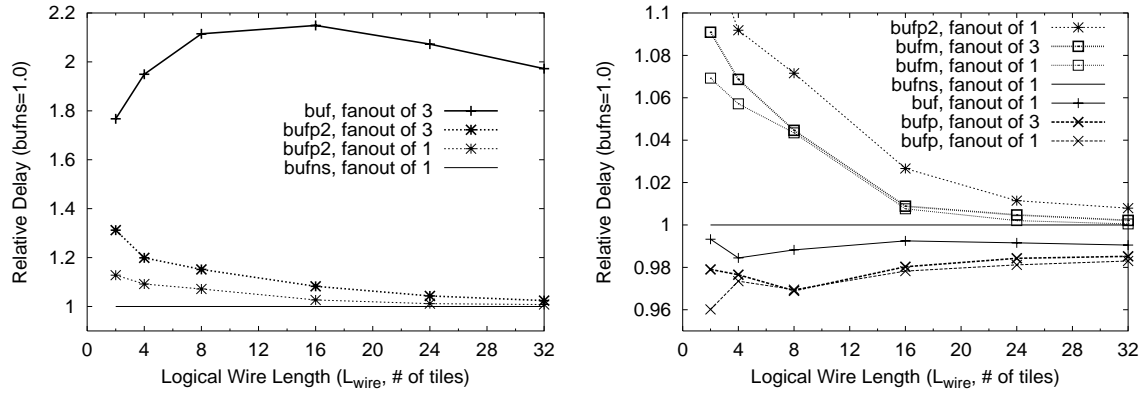 Relative Delay (bufns=1.0)
2.2
2
1.8
1.6
1.4
1.2
1
buf, fanout of 3
bufp2, fanout of 3
bufp2, fanout of 1
bufns, fanout of 1
0 4 8 12 16 20 24 28 32
Logical Wire Length (Lwire, # of tiles)
Relative Delay (bufns=1.0)
1.1
1.08
1.06
1.04
1.02
1
0.98
0.96
bufp2, fanout of 1
bufm, fanout of 3
bufm, fanout of 1
bufns, fanout of 1
buf, fanout of 1
bufp, fanout of 3
bufp, fanout of 1
0 4 8 12 16 20 24 28 32
Logical Wire Length (Lwire, # of tiles)